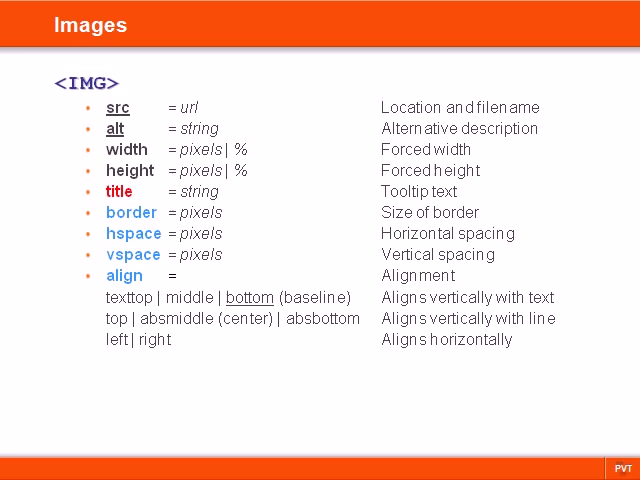 Images
<IMG>
• src = url Location and filename
• alt = string Alternative description
• width = pixels | % Forced width
• height = pixels | % Forced height
• title = string Tooltip text
• border = pixels Size of border
• hspace = pixels Horizontal spacing
• vspace = pixels Vertical spacing
• align = Alignment
texttop | middle | bottom (baseline) Aligns vertically with text
top | absmiddle (center) | absbottom Aligns vertically with line
left | right Aligns horizontally
PVT